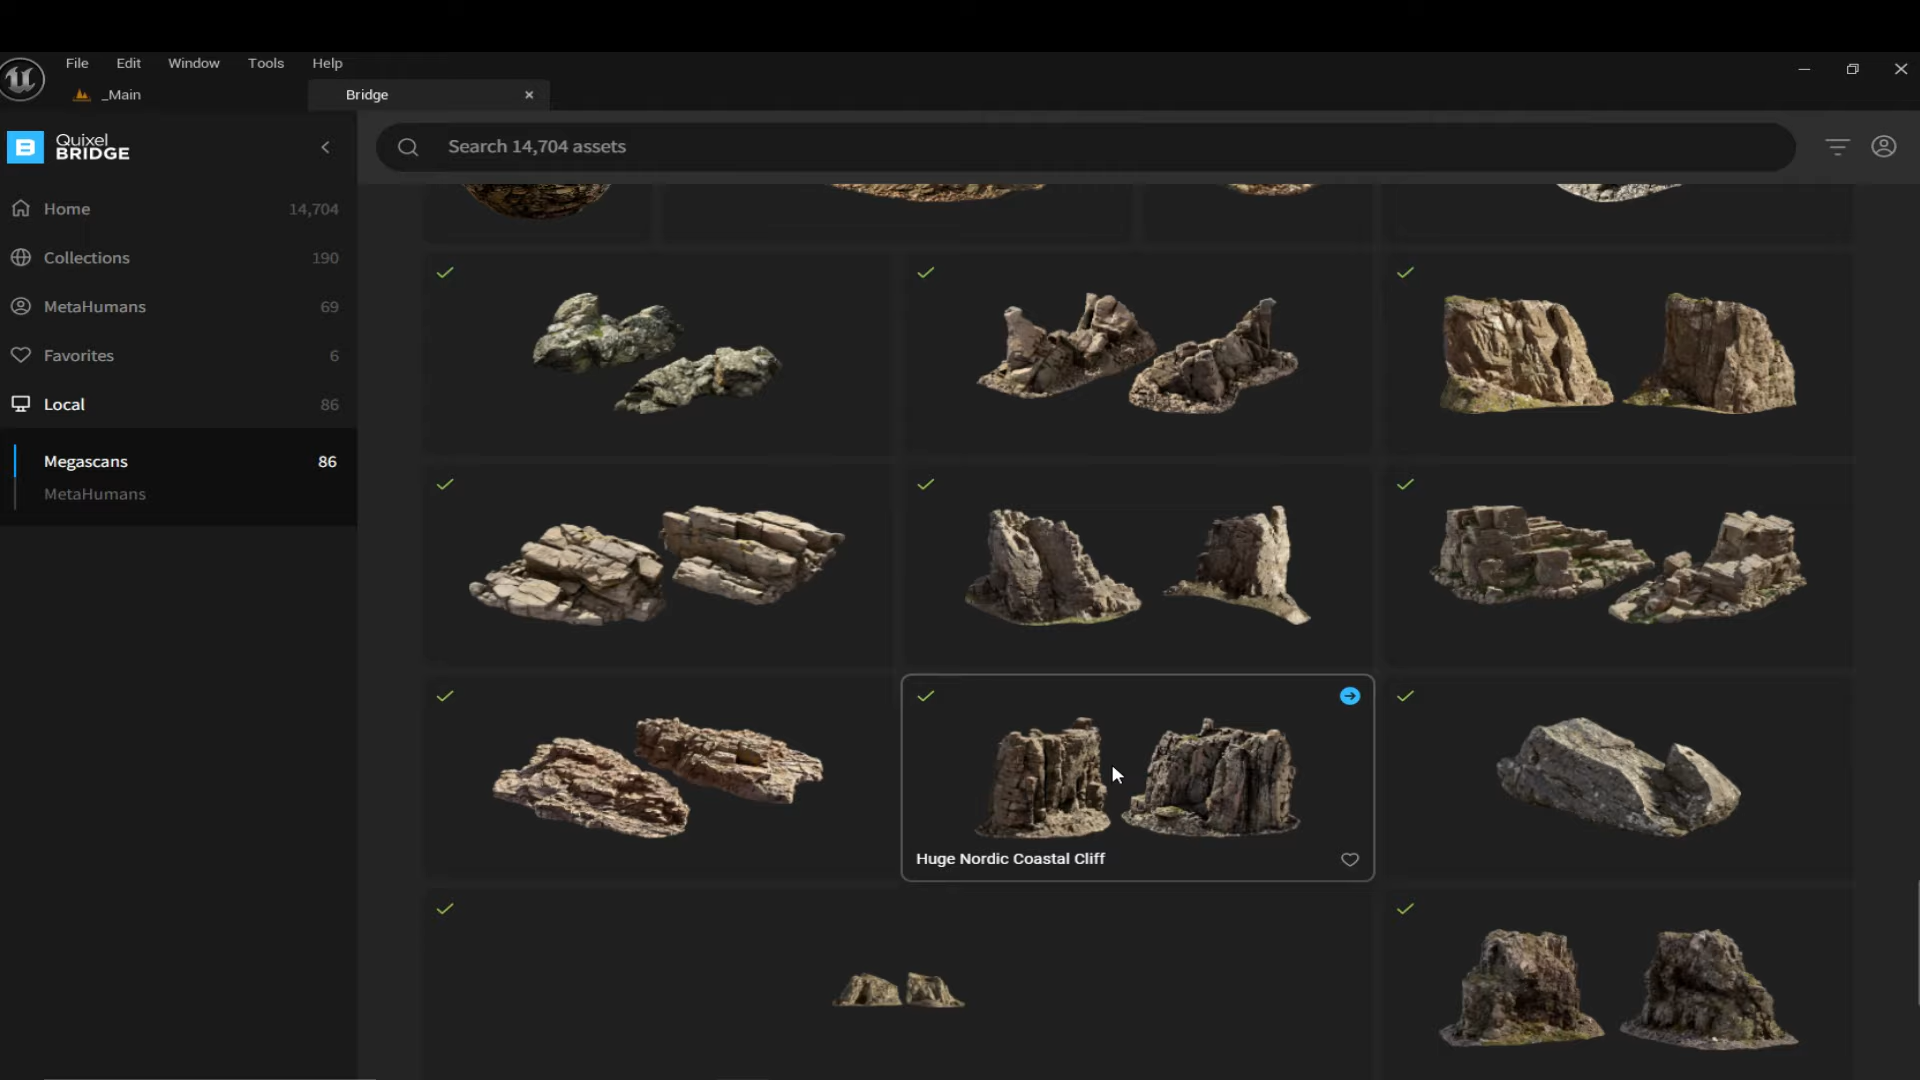 File Edit Window Tools Help
_Main Bridge
Quixel
BRIDGE
Search 14,704 assets
Home 14,704
Collections 190
MetaHumans 69
Favorites 6
Local 86
Megascans 86
MetaHumans
Huge Nordic Coastal Cliff